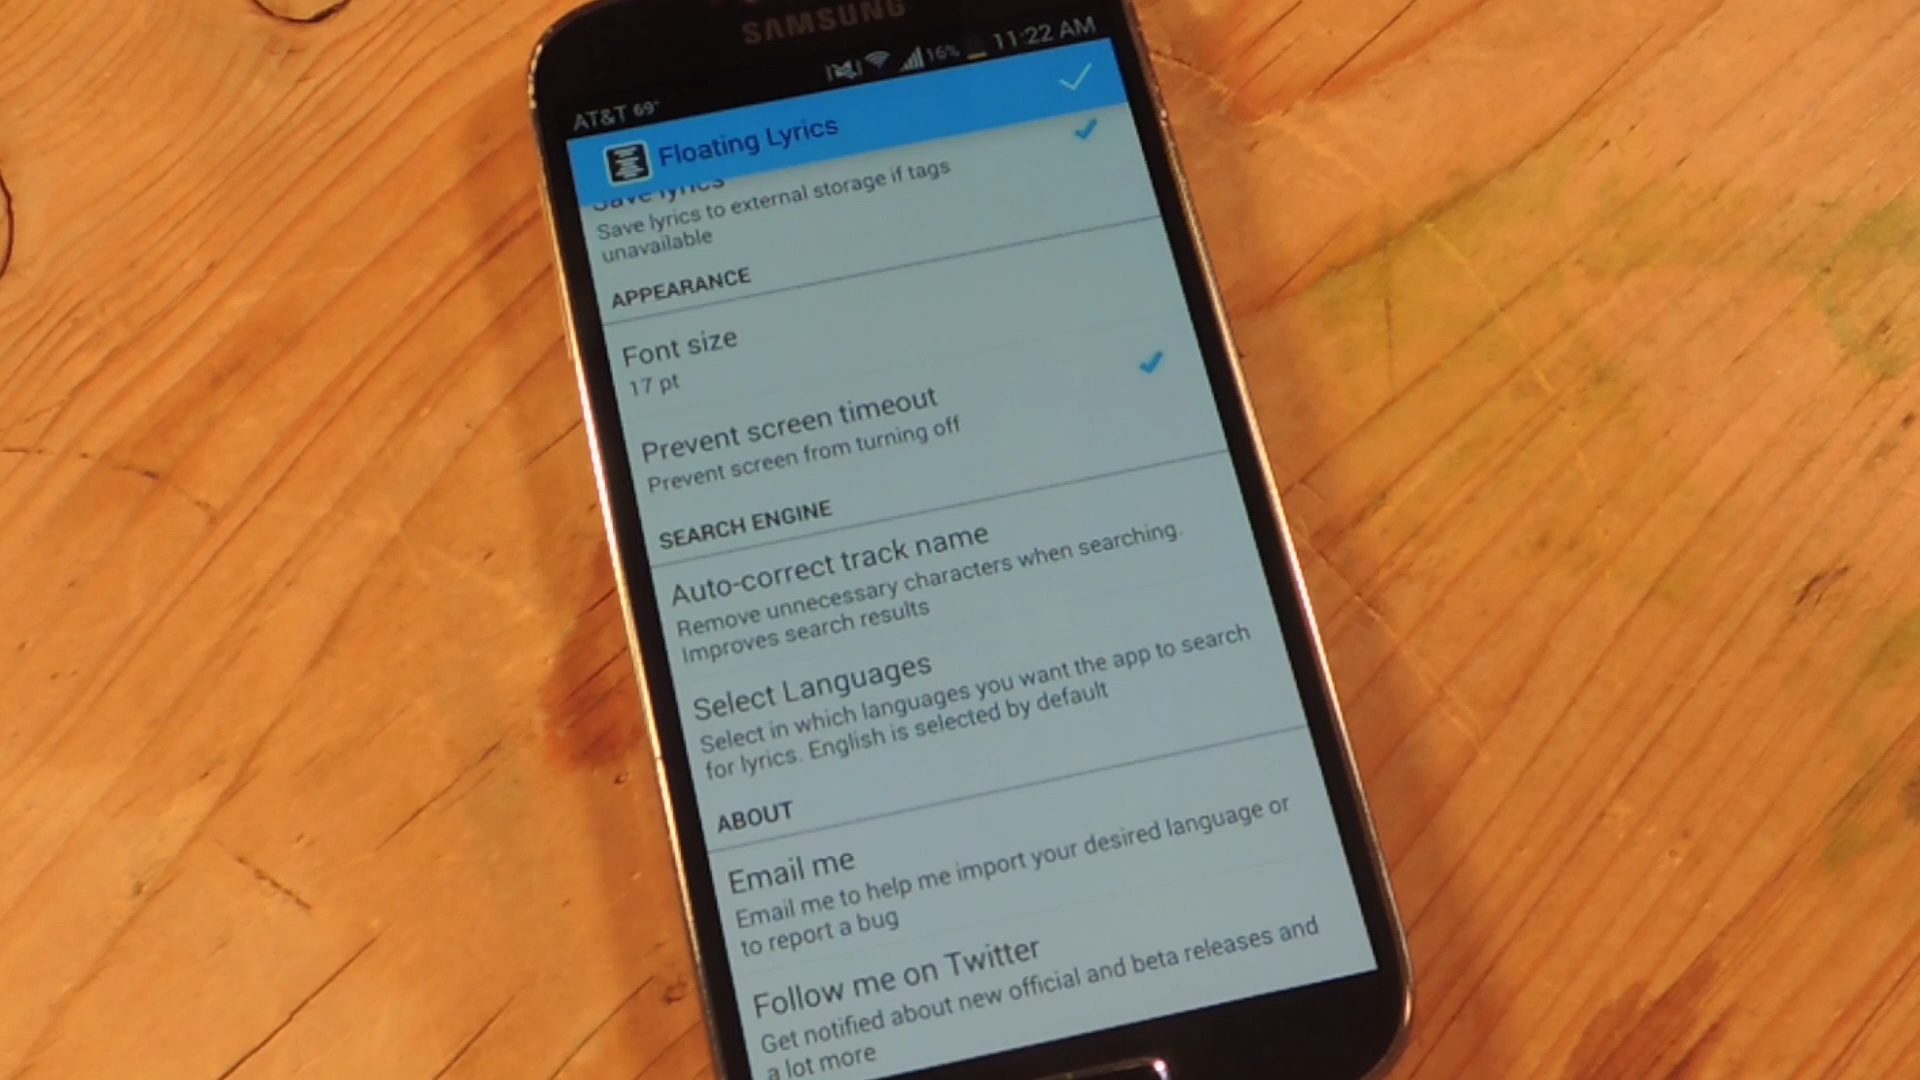 SAMSUNG
AT&T 69°
16%
11:22 AM
Floating Lyrics
Save lyrics
Save lyrics to external storage if tags
unavailable
APPEARANCE
Font size
17 pt
Prevent screen timeout
Prevent screen from turning off
SEARCH ENGINE
Auto-correct track name
Remove unnecessary characters when searching.
Improves search results
Select Languages
Select in which languages you want the app to search
for lyrics. English is selected by default
ABOUT
Email me
Email me to help me import your desired language or
to report a bug
Follow me on Twitter
Get notified about new official and beta releases and
a lot more